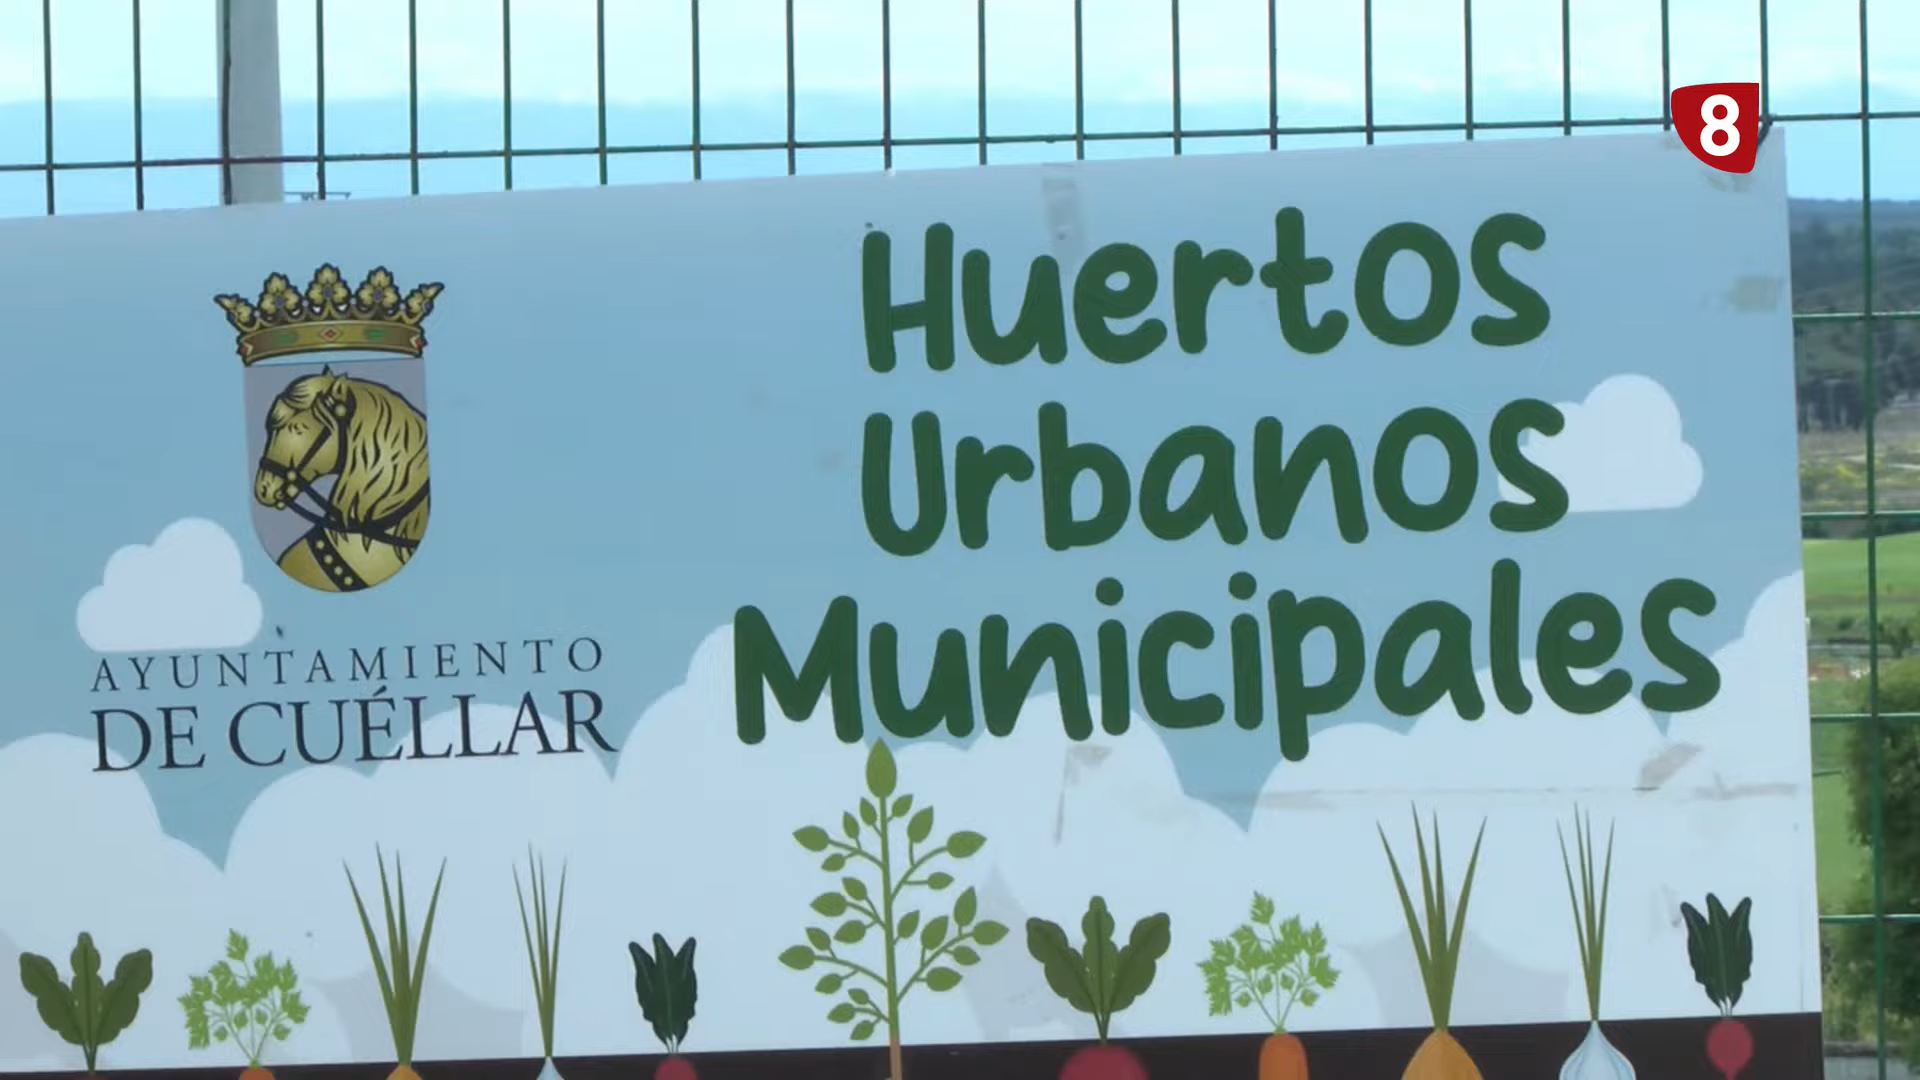 8
Huertos
Urbanos
Municipales
AYUNTAMIENTO
DE CUÉLLAR